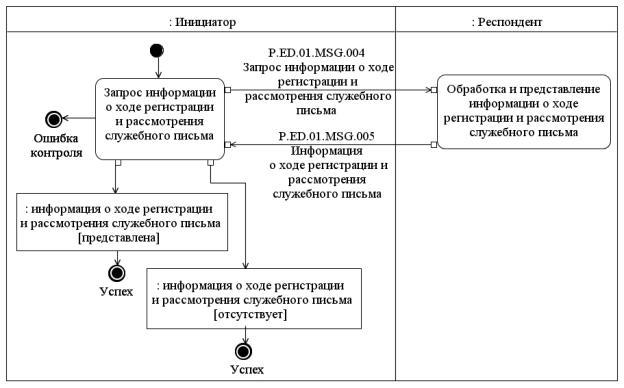 : Инициатор
: Респондент
P.ED.01.MSG.004
Запрос информации о ходе
регистрации и
рассмотрения служебного
письма
Запрос информации
о ходе регистрации
и рассмотрения
служебного письма
Обработка и представление
информации о ходе
регистрации и рассмотрения
служебного письма
Ошибка
контроля
P.ED.01.MSG.005
Информация
о ходе регистрации и
рассмотрения
служебного письма
: информация о ходе регистрации
и рассмотрения служебного письма
[представлена]
Успех
: информация о ходе регистрации
и рассмотрения служебного письма
[отсутствует]
Успех